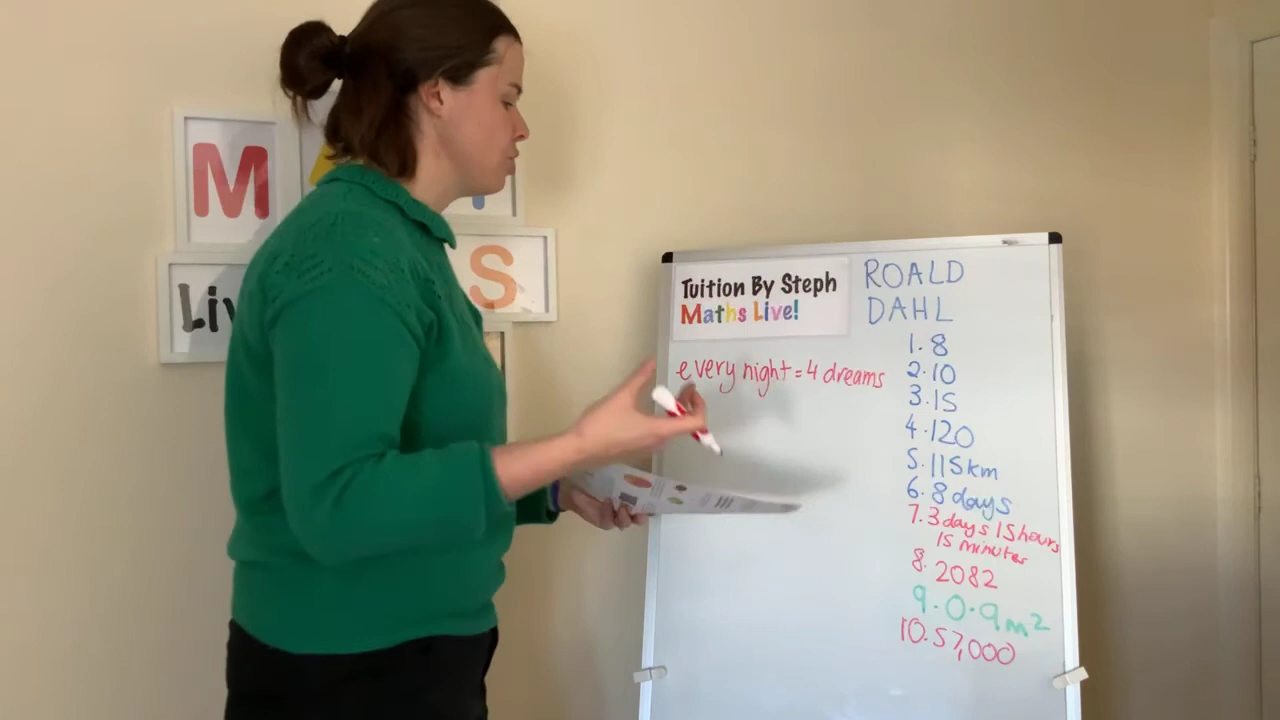 M
S
Liv
Tuition By Steph
Maths Live!
ROALD
DAHL
every night = 4 dreams
1. 8
2. 10
3. 15
4. 120
5. 115km
6. 8 days
7. 3 days 15 hours
15 minutes
8. 2082
9. 0.9m²
10. 57,000